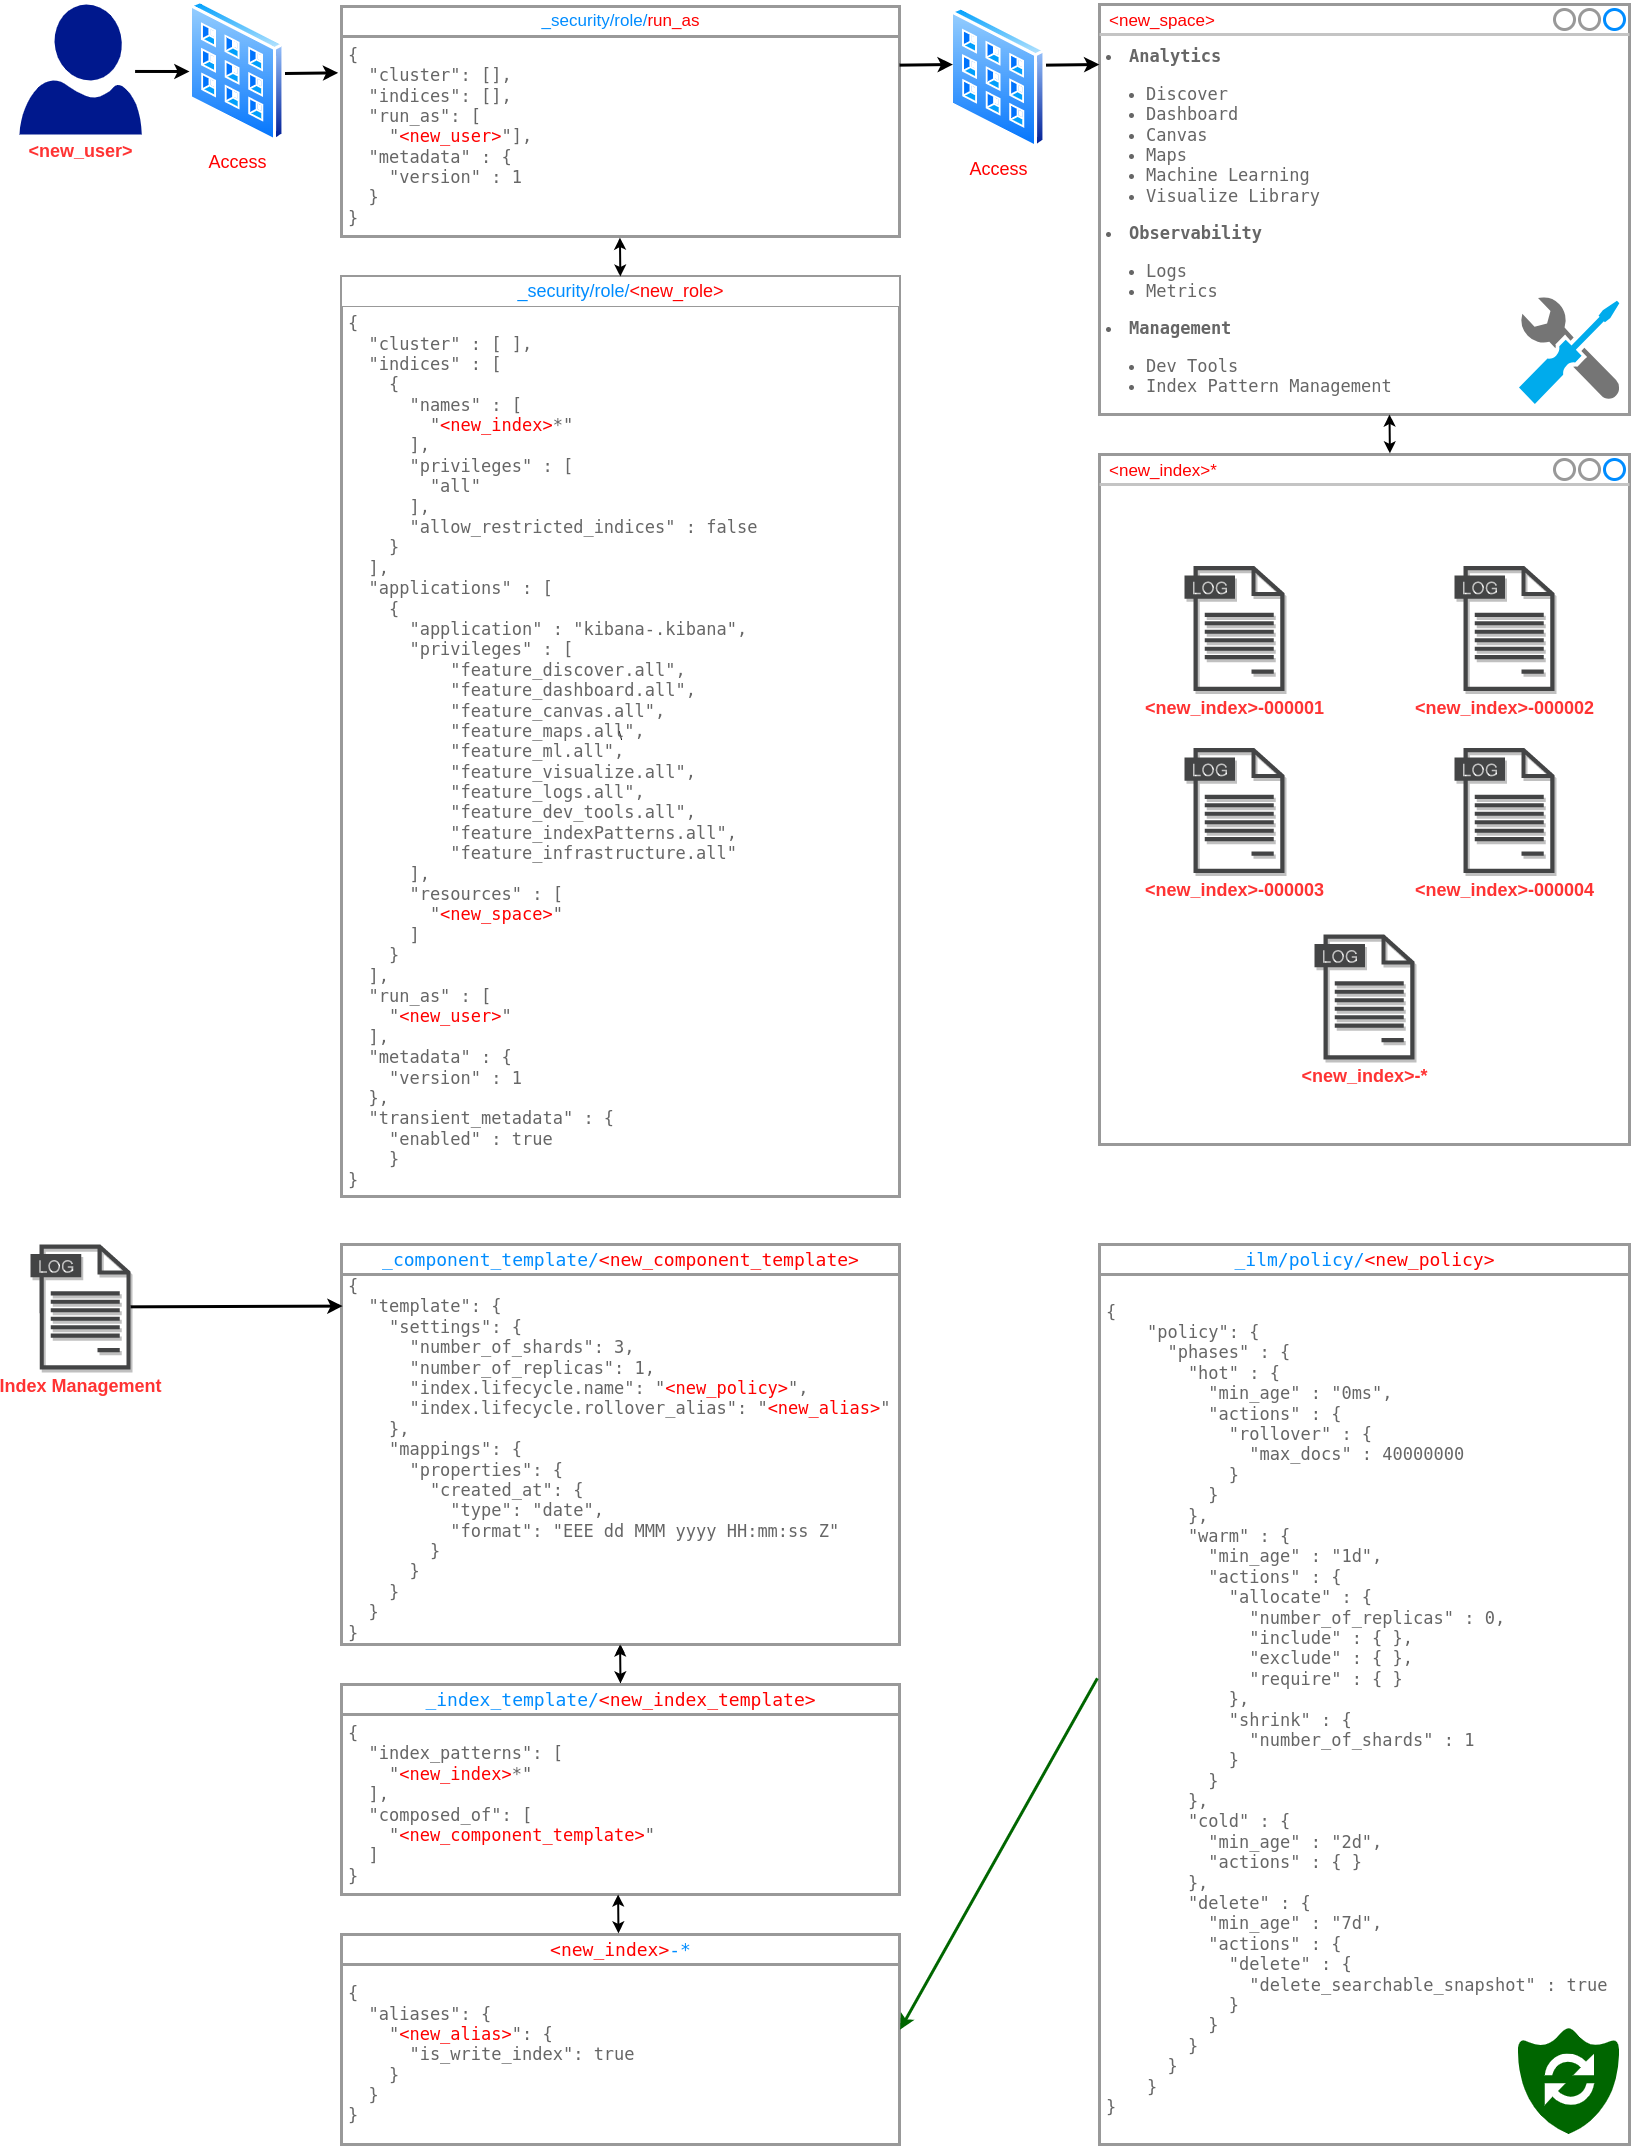 <new_user>
Access
_security/role/run_as
{
  "cluster": [],
  "indices": [],
  "run_as": [
    "<new_user>"],
  "metadata" : {
    "version" : 1
  }
}
Access
<new_space>
• Analytics
• Discover
• Dashboard
• Canvas
• Maps
• Machine Learning
• Visualize Library
• Observability
• Logs
• Metrics
• Management
• Dev Tools
• Index Pattern Management
_security/role/<new_role>
{
  "cluster" : [ ],
  "indices" : [
    {
      "names" : [
        "<new_index>*"
      ],
      "privileges" : [
        "all"
      ],
      "allow_restricted_indices" : false
    }
  ],
  "applications" : [
    {
      "application" : "kibana-.kibana",
      "privileges" : [
          "feature_discover.all",
          "feature_dashboard.all",
          "feature_canvas.all",
          "feature_maps.all",
          "feature_ml.all",
          "feature_visualize.all",
          "feature_logs.all",
          "feature_dev_tools.all",
          "feature_indexPatterns.all",
          "feature_infrastructure.all"
      ],
      "resources" : [
        "<new_space>"
      ]
    }
  ],
  "run_as" : [
    "<new_user>"
  ],
  "metadata" : {
    "version" : 1
  },
  "transient_metadata" : {
    "enabled" : true
    }
}
<new_index>*
LOG
<new_index>-000001
LOG
<new_index>-000002
LOG
<new_index>-000003
LOG
<new_index>-000004
LOG
<new_index>-*
LOG
Index Management
_component_template/<new_component_template>
{
  "template": {
    "settings": {
      "number_of_shards": 3,
      "number_of_replicas": 1,
      "index.lifecycle.name": "<new_policy>",
      "index.lifecycle.rollover_alias": "<new_alias>"
    },
    "mappings": {
      "properties": {
        "created_at": {
          "type": "date",
          "format": "EEE dd MMM yyyy HH:mm:ss Z"
        }
      }
    }
  }
}
_index_template/<new_index_template>
{
  "index_patterns": [
    "<new_index>*"
  ],
  "composed_of": [
    "<new_component_template>"
  ]
}
<new_index>-*
{
  "aliases": {
    "<new_alias>": {
      "is_write_index": true
    }
  }
}
_ilm/policy/<new_policy>
{
    "policy": {
      "phases" : {
        "hot" : {
          "min_age" : "0ms",
          "actions" : {
            "rollover" : {
              "max_docs" : 40000000
            }
          }
        },
        "warm" : {
          "min_age" : "1d",
          "actions" : {
            "allocate" : {
              "number_of_replicas" : 0,
              "include" : { },
              "exclude" : { },
              "require" : { }
            },
            "shrink" : {
              "number_of_shards" : 1
            }
          }
        },
        "cold" : {
          "min_age" : "2d",
          "actions" : { }
        },
        "delete" : {
          "min_age" : "7d",
          "actions" : {
            "delete" : {
              "delete_searchable_snapshot" : true
            }
          }
        }
      }
    }
}